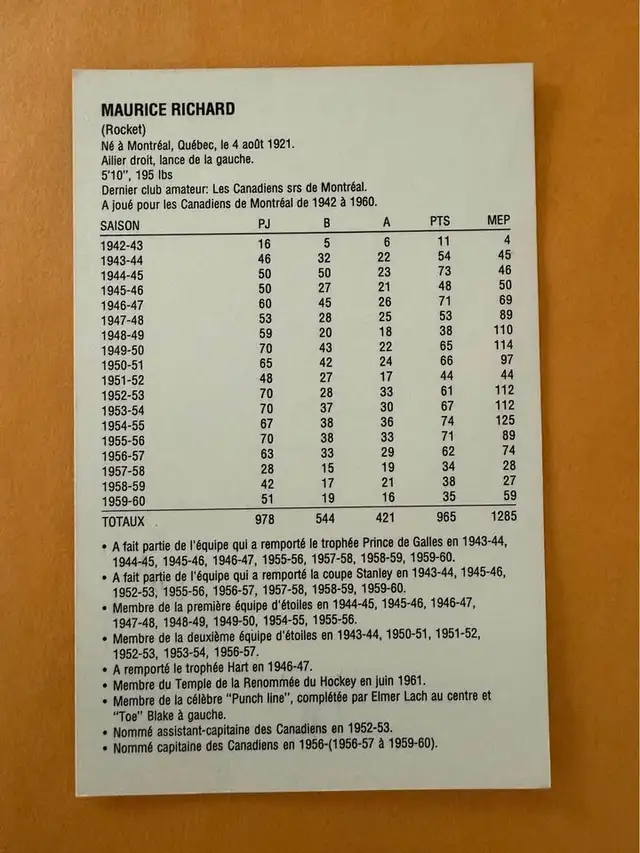 MAURICE RICHARD
(Rocket)
Né à Montréal, Québec, le 4 août 1921.
Ailier droit, lance de la gauche.
5'10", 195 lbs
Dernier club amateur: Les Canadiens srs de Montréal.
A joué pour les Canadiens de Montréal de 1942 à 1960.
SAISON PJ B A PTS MEP
1942-43 16 5 6 11 4
1943-44 46 32 22 54 45
1944-45 50 50 23 73 46
1945-46 50 27 21 48 50
1946-47 60 45 26 71 69
1947-48 53 28 25 53 89
1948-49 59 20 18 38 110
1949-50 70 43 22 65 114
1950-51 65 42 24 66 97
1951-52 48 27 17 44 44
1952-53 70 28 33 61 112
1953-54 70 37 30 67 112
1954-55 67 38 36 74 125
1955-56 70 38 33 71 89
1956-57 63 33 29 62 74
1957-58 28 15 19 34 28
1958-59 42 17 21 38 27
1959-60 51 19 16 35 59
TOTAUX 978 544 421 965 1285
• A fait partie de l'équipe qui a remporté le trophée Prince de Galles en 1943-44,
1944-45, 1945-46, 1946-47, 1955-56, 1957-58, 1958-59, 1959-60.
• A fait partie de l'équipe qui a remporté la coupe Stanley en 1943-44, 1945-46,
1952-53, 1955-56, 1956-57, 1957-58, 1958-59, 1959-60.
• Membre de la première équipe d'étoiles en 1944-45, 1945-46, 1946-47,
1947-48, 1948-49, 1949-50, 1954-55, 1955-56.
• Membre de la deuxième équipe d'étoiles en 1943-44, 1950-51, 1951-52,
1952-53, 1953-54, 1956-57.
• A remporté le trophée Hart en 1946-47.
• Membre du Temple de la Renommée du Hockey en juin 1961.
• Membre de la célèbre "Punch line", complétée par Elmer Lach au centre et
"Toe" Blake à gauche.
• Nommé assistant-capitaine des Canadiens en 1952-53.
• Nommé capitaine des Canadiens en 1956-(1956-57 à 1959-60).